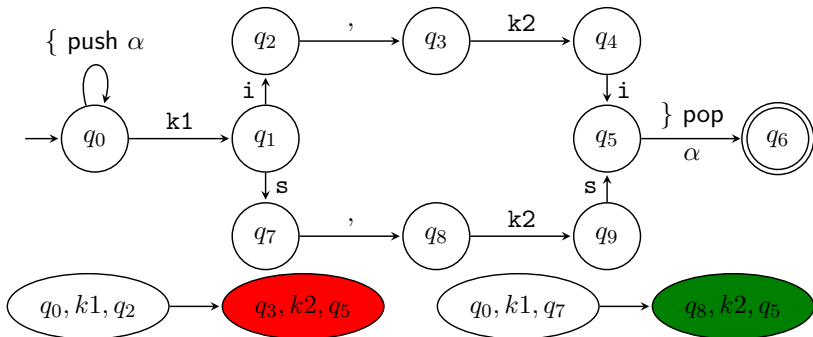 { push α
q0
k1
q1
i
s
q2
,
q3
k2
q4
i
q5
} pop
α
q6
q7
,
q8
k2
q9
s
q0, k1, q2
q3, k2, q5
q0, k1, q7
q8, k2, q5